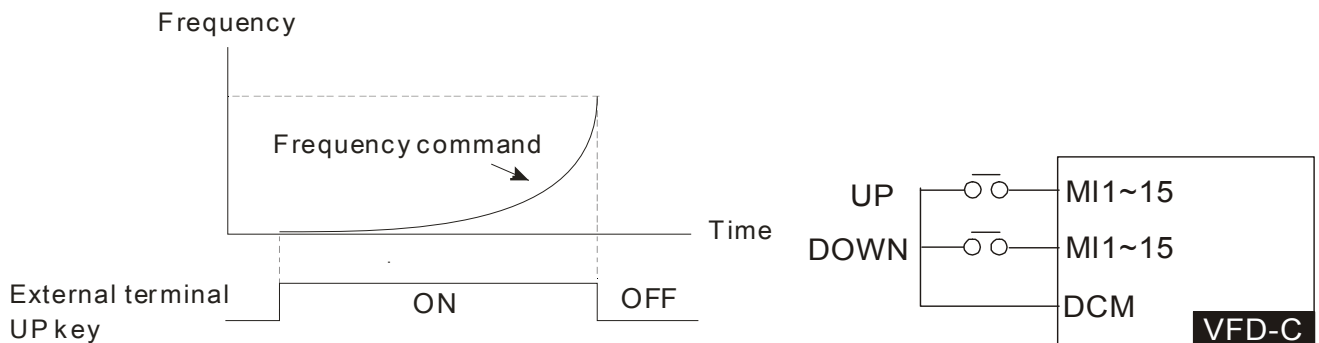 Frequency
Frequency command
Time
External terminal
UP key
ON
OFF
UP
MI1~15
DOWN
MI1~15
DCM
VFD-C